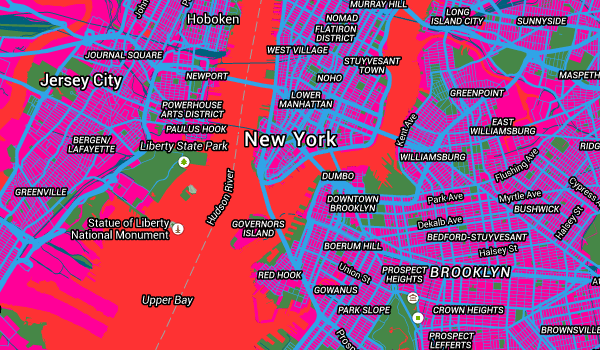 MURRAY HILL
Hoboken
NOMAD
LONG
ISLAND CITY
SUNNYSIDE
FLATIRON
DISTRICT
WEST VILLAGE
JOURNAL SQUARE
STUYVESANT
TOWN
Jersey City
NEWPORT
NOHO
MASPETH
LOWER
MANHATTAN
GREENPOINT
POWERHOUSE
ARTS DISTRICT
PAULUS HOOK
Kent Ave
EAST
WILLIAMSBURG
New York
BERGEN/
LAFAYETTE
Liberty State Park
WILLIAMSBURG
Flushing Ave
RIDG
GREENVILLE
DUMBO
Hudson River
DOWNTOWN
BROOKLYN
Park Ave
Myrtle Ave
Cypress A
BUSHWICK
Statue of Liberty
National Monument
GOVERNORS
ISLAND
Dekalb Ave
Halsey St
BEDFORD-STUYVESANT
BOERUM HILL
Halsey St
RED HOOK
Union St
PROSPECT
HEIGHTS
BROOKLYN
GOWANUS
Upper Bay
PARK SLOPE
CROWN HEIGHTS
BROWNSVILLE
PROSPECT
LEFFERTS